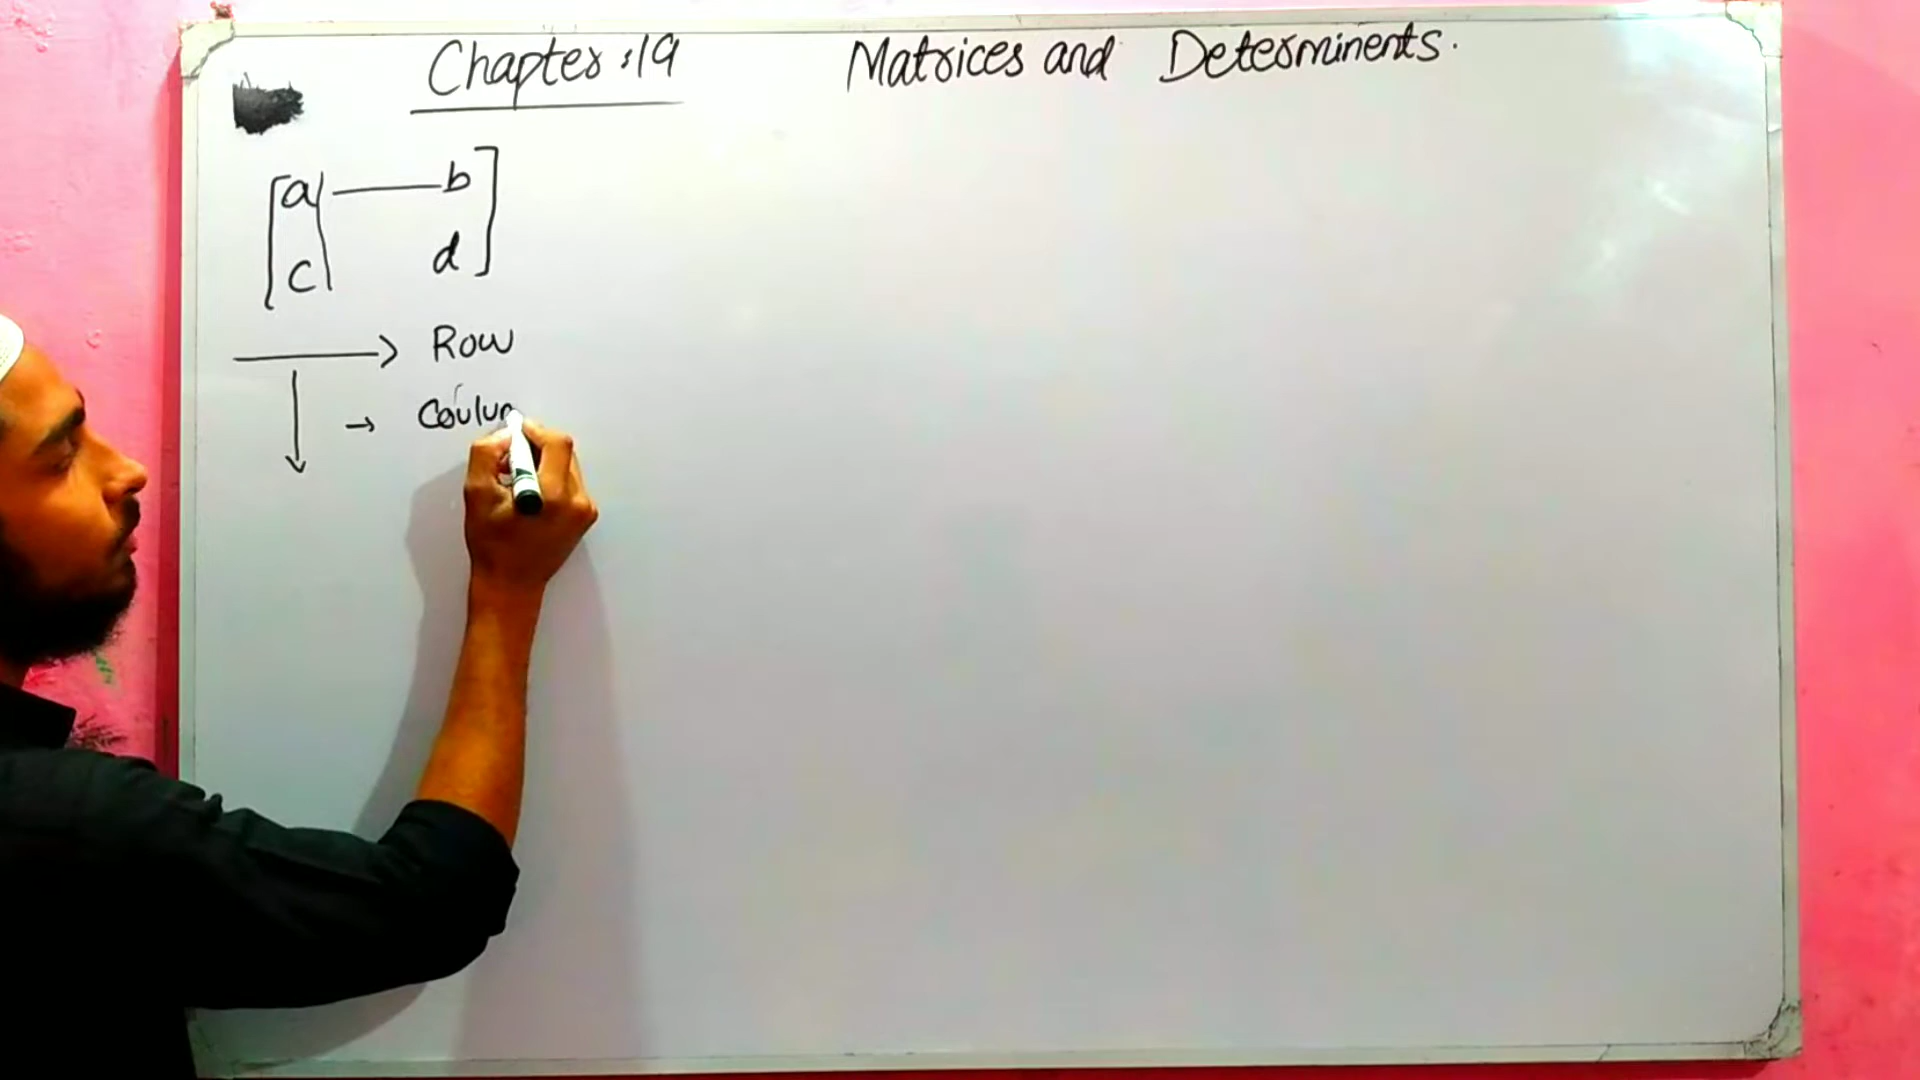 Chapter : 19 Matrices and Determinents.
a b
c d
Row
Coulum